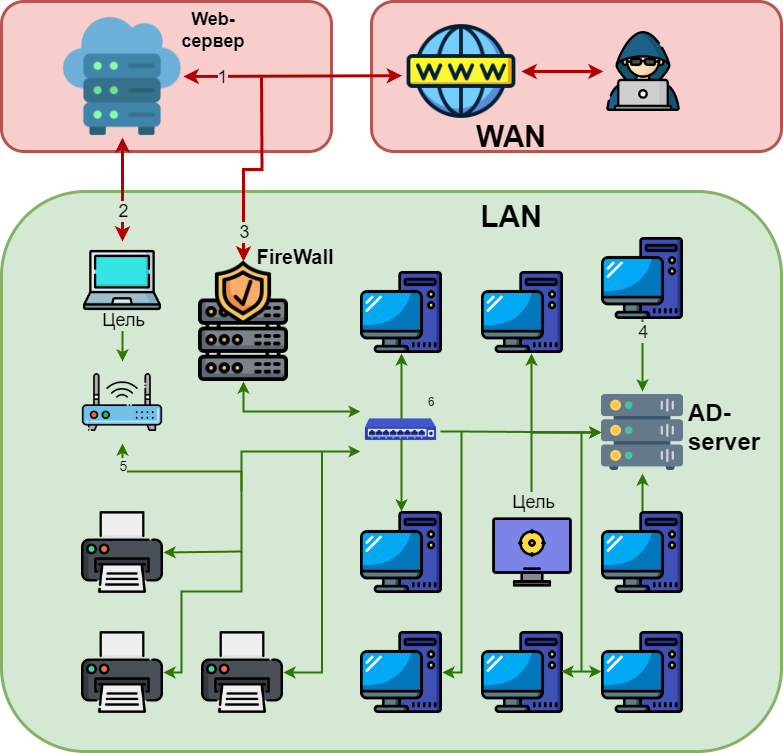 Web-
сервер
1
WWW
WAN
2
3
LAN
FireWall
Цель
4
6
AD-
server
5
Цель